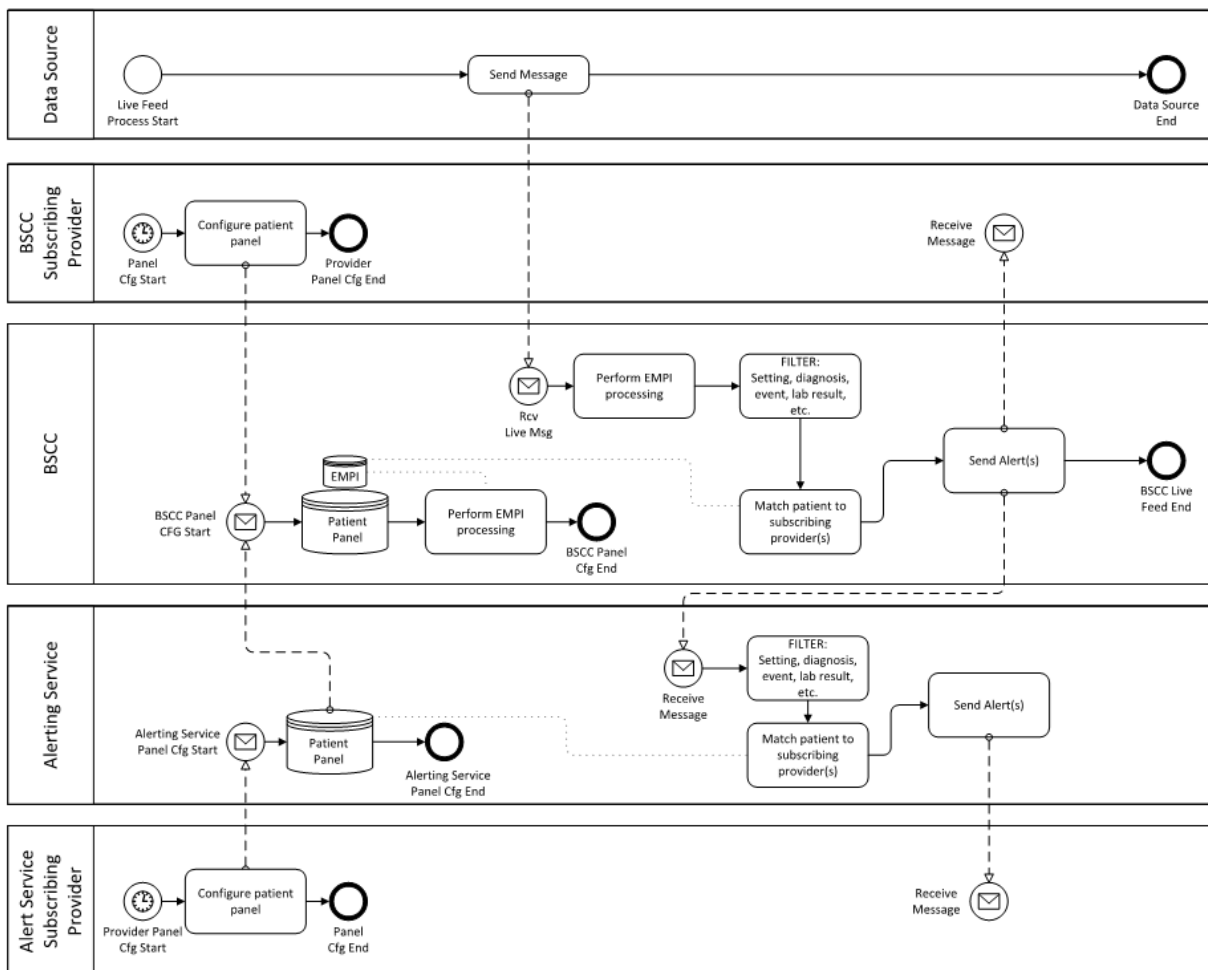 Data Source
Send Message
Live Feed
Process Start
Data Source
End
BSCC
Subscribing
Provider
Configure patient
panel
Panel
Cfg Start
Provider
Panel Cfg End
Receive
Message
BSCC
Rcv
Live Msg
Perform EMPI
processing
FILTER:
Setting, diagnosis,
event, lab result,
etc.
EMPI
BSCC Panel
CFG Start
Patient
Panel
Perform EMPI
processing
BSCC Panel
Cfg End
Match patient to
subscribing
provider(s)
Send Alert(s)
BSCC Live
Feed End
Alerting Service
Alerting Service
Panel Cfg Start
Patient
Panel
Alerting Service
Panel Cfg End
Receive
Message
FILTER:
Setting, diagnosis,
event, lab result,
etc.
Match patient to
subscribing
provider(s)
Send Alert(s)
Alert Service
Subscribing
Provider
Configure patient
panel
Provider Panel
Cfg Start
Panel
Cfg End
Receive
Message